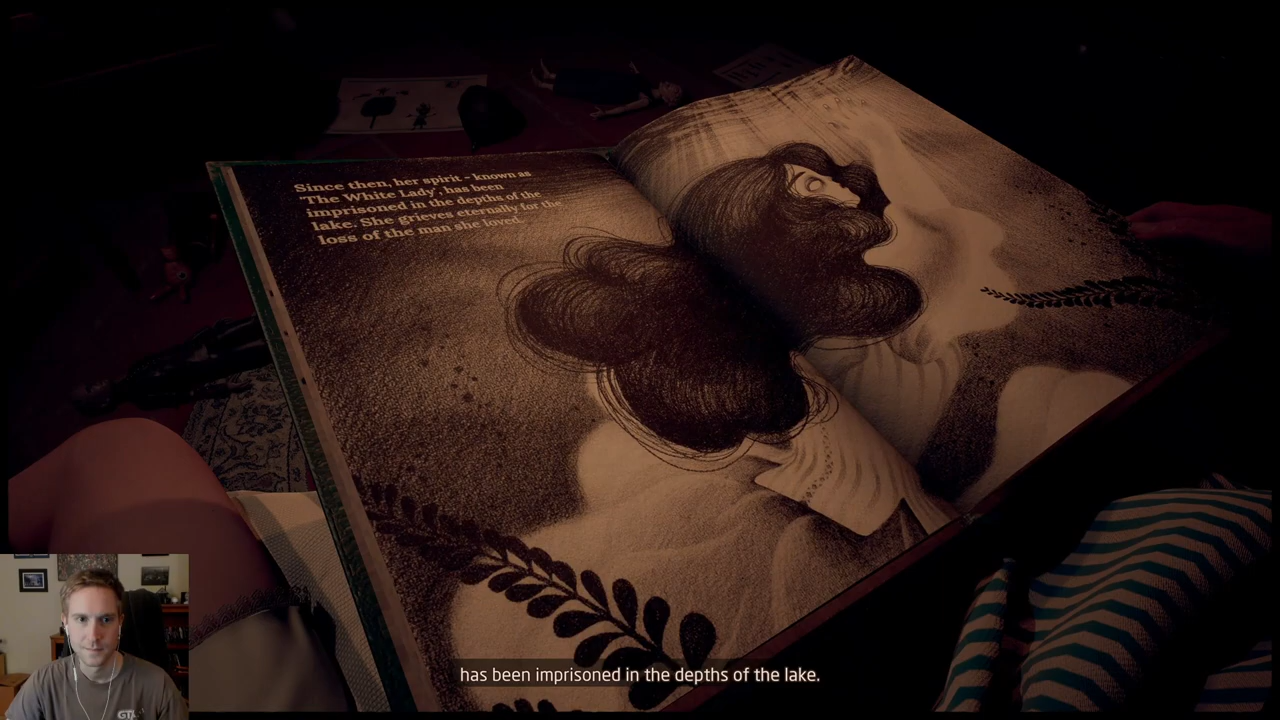 Since then, her spirit - known as
'The White Lady', has been
imprisoned in the depths of the
lake. She grieves eternally for the
loss of the man she loved.
has been imprisoned in the depths of the lake.